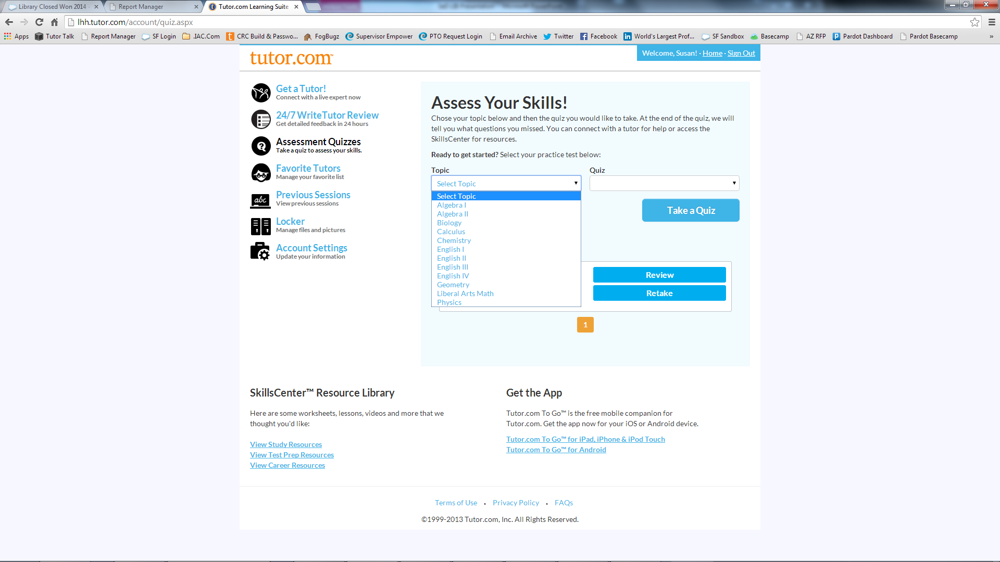 Library Closed Won 2014
Report Manager
Tutor.com Learning Suite
lhh.tutor.com/account/quiz.aspx
Apps
Tutor Talk
Report Manager
SF Login
.IAC.Com
CRC Build & Passwo...
FogBugz
Supervisor Empower
PTO Request Login
Email Archive
Twitter
Facebook
World's Largest Prof...
SF Sandbox
Basecamp
AZ RFP
Pardot Dashboard
Pardot Basecamp
»
tutor.com™
Welcome, Susan! · Home · Sign Out
Get a Tutor!
Connect with a live expert now
24/7 WriteTutor Review
Get detailed feedback in 24 hours
Assessment Quizzes
Take a quiz to assess your skills.
Favorite Tutors
Manage your favorite list
abc
Previous Sessions
View previous sessions
Locker
Manage files and pictures
Account Settings
Update your information
Assess Your Skills!
Chose your topic below and then the quiz you would like to take. At the end of the quiz, we will
tell you what questions you missed. You can connect with a tutor for help or access the
SkillsCenter for resources.
Ready to get started? Select your practice test below:
Topic
Quiz
Select Topic
Select Topic
Algebra I
Algebra II
Biology
Calculus
Chemistry
English I
English II
English III
English IV
Geometry
Liberal Arts Math
Physics
Take a Quiz
Review
Retake
1
SkillsCenter™ Resource Library
Here are some worksheets, lessons, videos and more that we
thought you'd like:
View Study Resources
View Test Prep Resources
View Career Resources
Get the App
Tutor.com To Go™ is the free mobile companion for
Tutor.com. Get the app now for your iOS or Android device.
Tutor.com To Go™ for iPad, iPhone & iPod Touch
Tutor.com To Go™ for Android
Terms of Use • Privacy Policy • FAQs
©1999-2013 Tutor.com, Inc. All Rights Reserved.